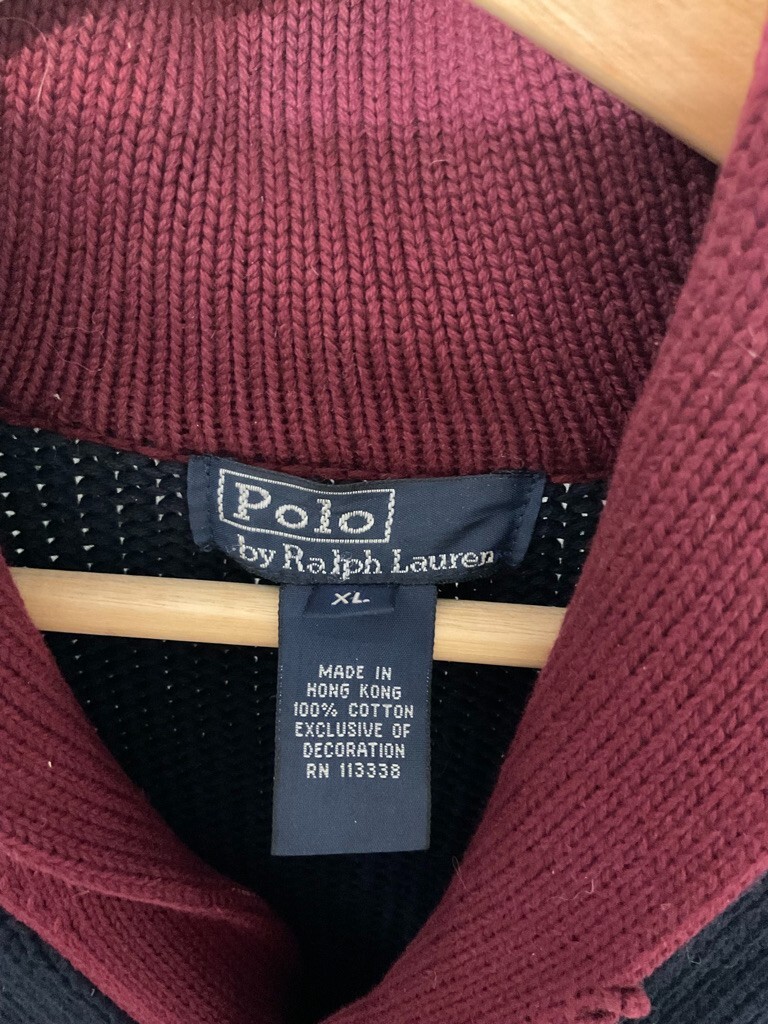 Polo
by Ralph Lauren
XL
MADE IN
HONG KONG
100% COTTON
EXCLUSIVE OF
DECORATION
RN 113338